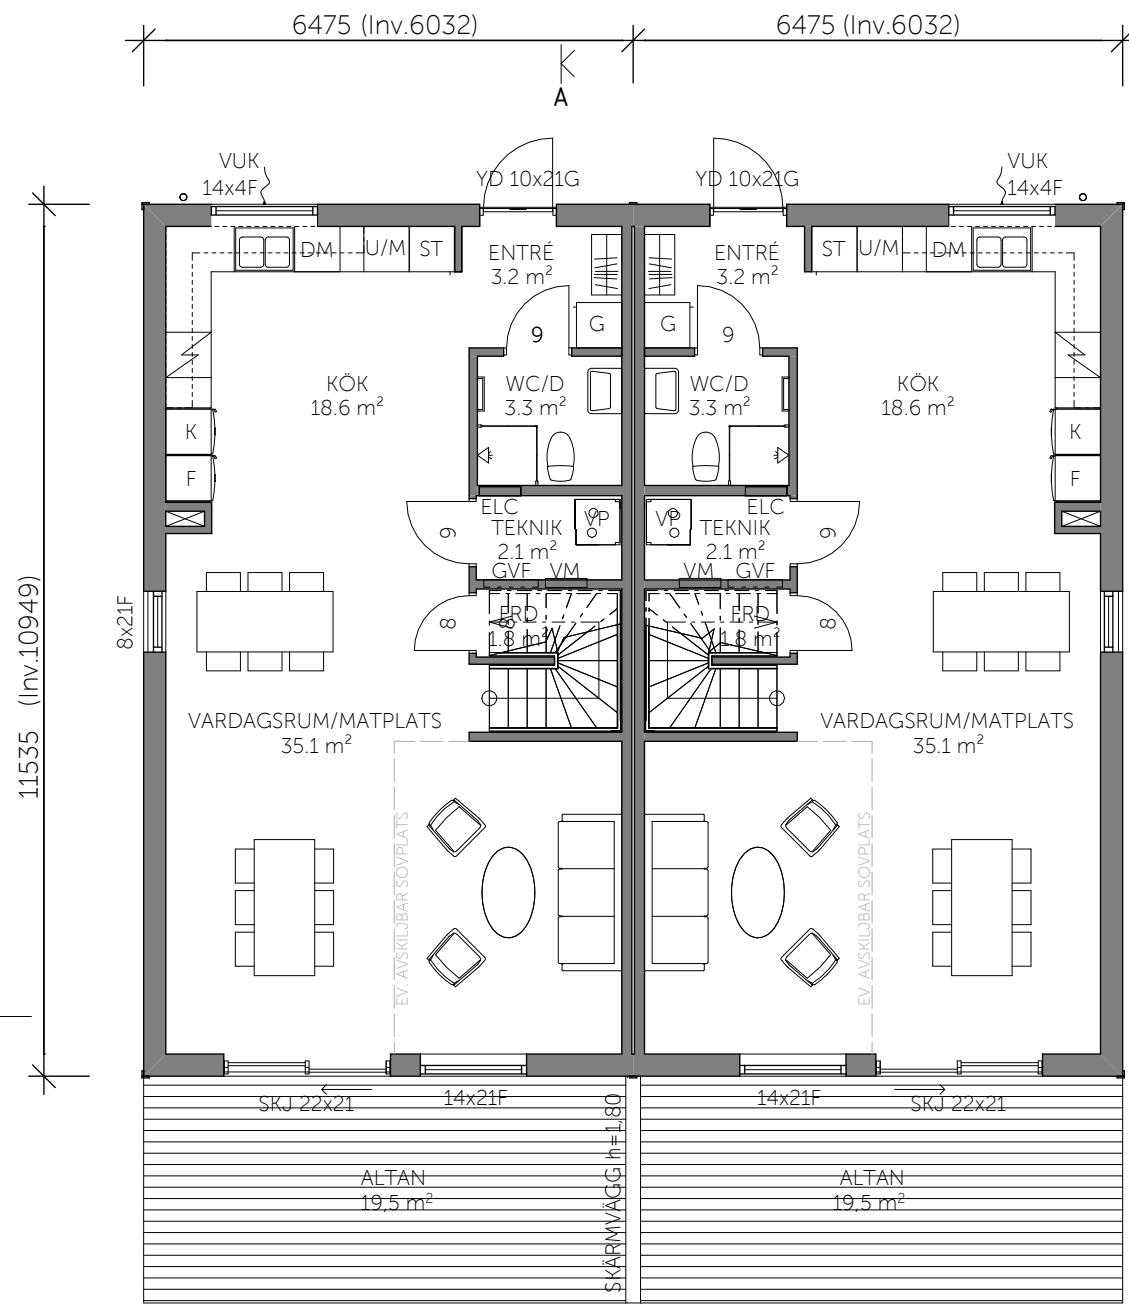 6475 (Inv.6032)
6475 (Inv.6032)
A
VUK
14x4F
YD 10x21G
YD 10x21G
VUK
14x4F
DM
U/M
ST
ENTRÉ
3.2 m²
ENTRÉ
3.2 m²
ST
U/M
DM
G
G
9
9
KÖK
18.6 m²
WC/D
3.3 m²
WC/D
3.3 m²
KÖK
18.6 m²
K
K
F
F
ELC
TEKNIK
2.1 m²
VP
VP
ELC
TEKNIK
2.1 m²
9
9
GVF
VM
VM
GVF
8x21F
11535 (Inv.10949)
8
8
FRD
1.8 m²
FRD
1.8 m²
8
VARDAGSRUM/MATPLATS
35.1 m²
VARDAGSRUM/MATPLATS
35.1 m²
EV. AVSKILJBAR SOVPLATS
EV. AVSKILJBAR SOVPLATS
SKJ 22x21
14x21F
14x21F
SKJ 22x21
SKÄRMVÄGG h=1,80
ALTAN
19,5 m²
ALTAN
19,5 m²